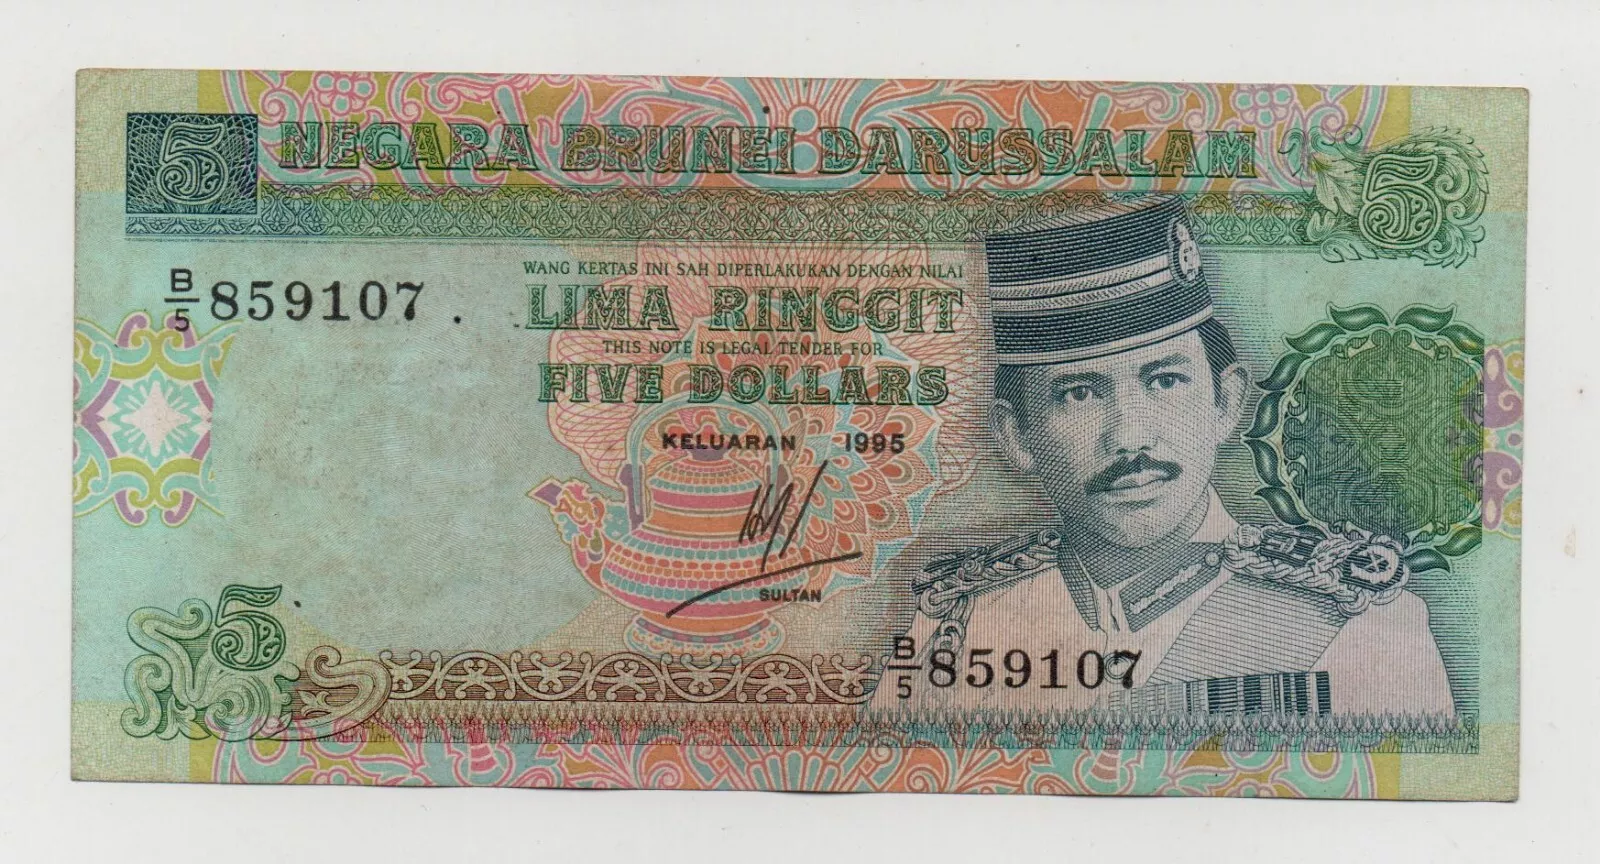 5 NEGARA BRUNEI DARUSSALAM 5
B/5 859107
WANG KERTAS INI SAH DIPERLAKUKAN DENGAN NILAI
LIMA RINGGIT
THIS NOTE IS LEGAL TENDER FOR
FIVE DOLLARS
KELUARAN 1995
SULTAN
5
B/5 859107